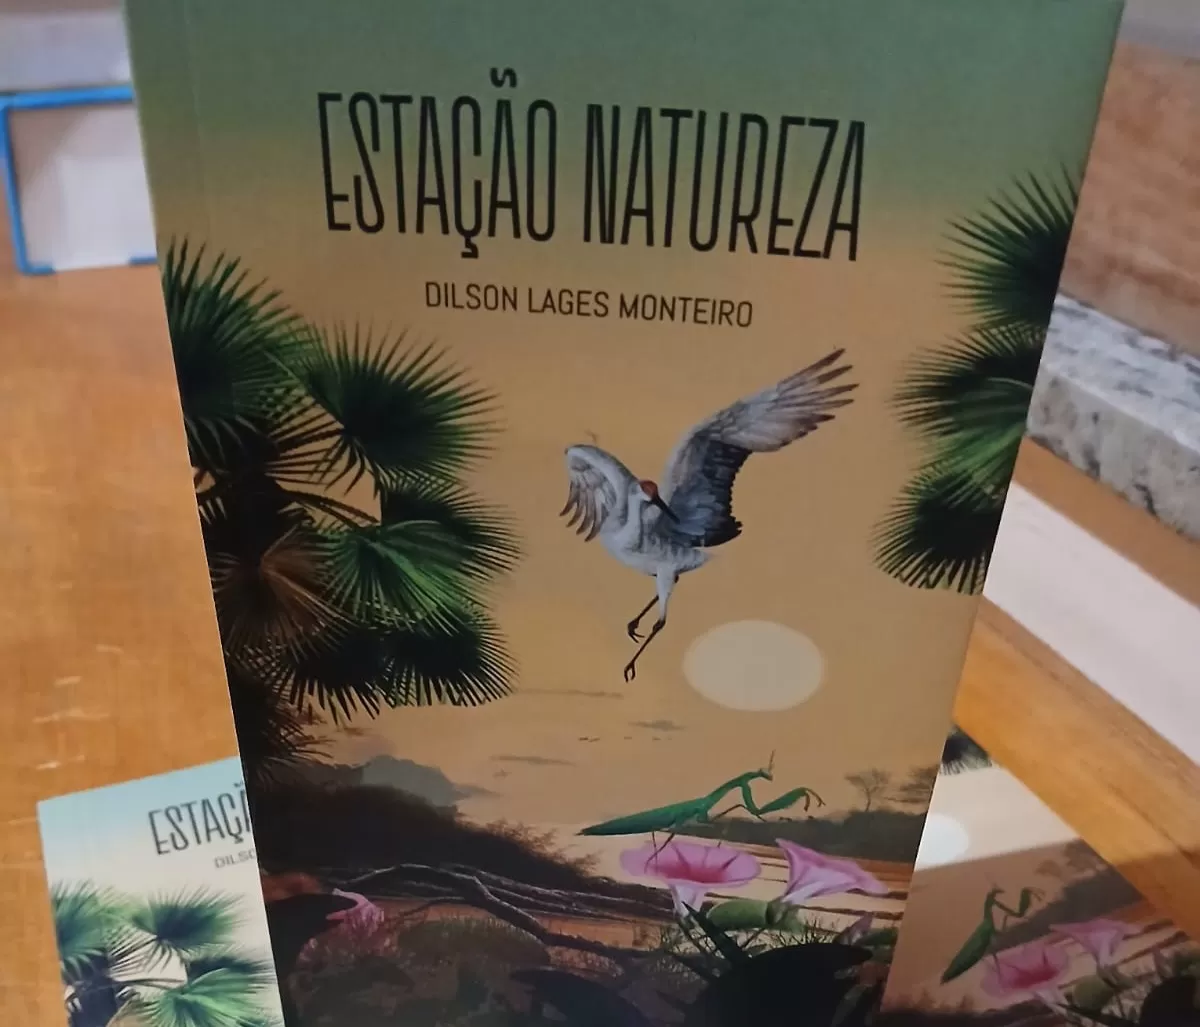 ESTAÇÃO NATUREZA
DILSON LAGES MONTEIRO